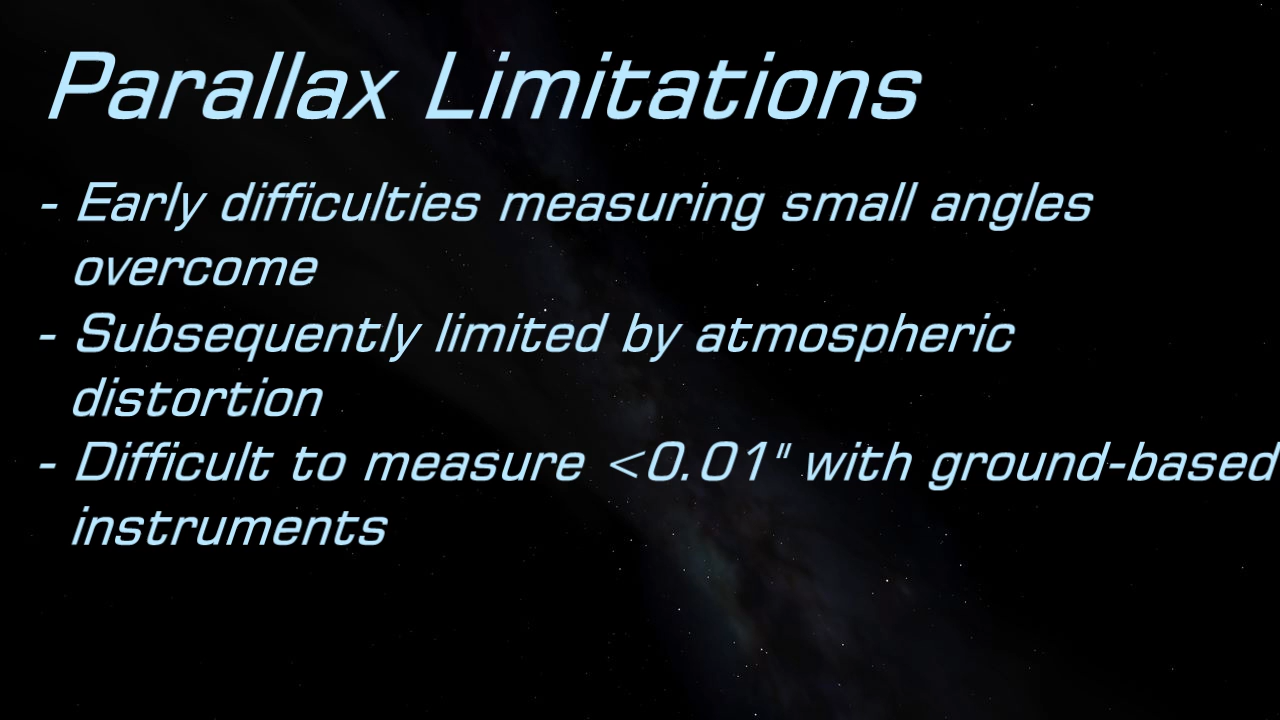 Parallax Limitations
- Early difficulties measuring small angles
overcome
- Subsequently limited by atmospheric
distortion
- Difficult to measure <0.01" with ground-based
instruments